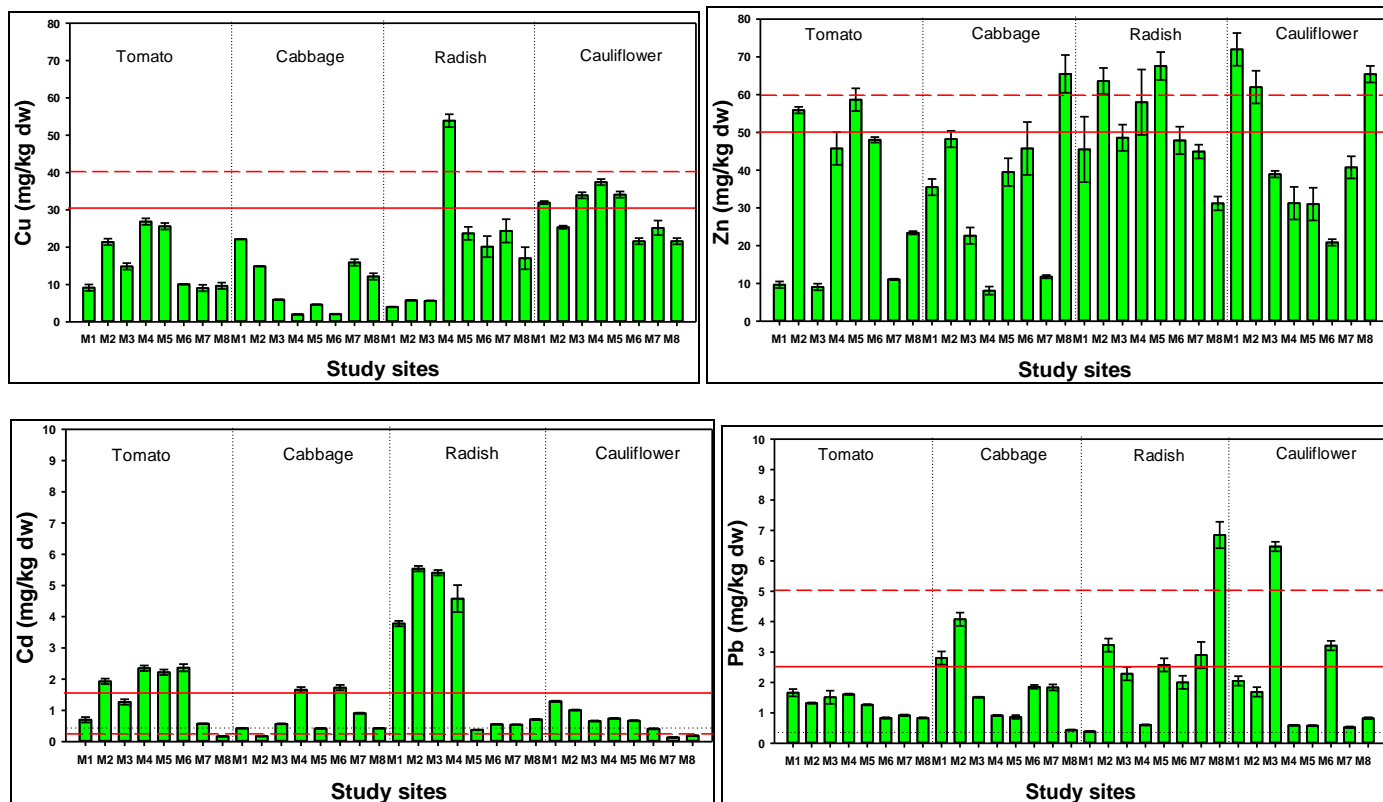 Cu (mg/kg dw)
80
70
60
50
40
30
20
10
0
Tomato Cabbage Radish Cauliflower
M1 M2 M3 M4 M5 M6 M7 M8 M1 M2 M3 M4 M5 M6 M7 M8 M1 M2 M3 M4 M5 M6 M7 M8 M1 M2 M3 M4 M5 M6 M7 M8
Study sites
Zn (mg/kg dw)
80
70
60
50
40
30
20
10
0
Tomato Cabbage Radish Cauliflower
M1 M2 M3 M4 M5 M6 M7 M8 M1 M2 M3 M4 M5 M6 M7 M8 M1 M2 M3 M4 M5 M6 M7 M8 M1 M2 M3 M4 M5 M6 M7 M8
Study sites
Cd (mg/kg dw)
10
9
8
7
6
5
4
3
2
1
0
Tomato Cabbage Radish Cauliflower
M1 M2 M3 M4 M5 M6 M7 M8 M1 M2 M3 M4 M5 M6 M7 M8 M1 M2 M3 M4 M5 M6 M7 M8 M1 M2 M3 M4 M5 M6 M7 M8
Study sites
Pb (mg/kg dw)
10
9
8
7
6
5
4
3
2
1
0
Tomato Cabbage Radish Cauliflower
M1 M2 M3 M4 M5 M6 M7 M8 M1 M2 M3 M4 M5 M6 M7 M8 M1 M2 M3 M4 M5 M6 M7 M8 M1 M2 M3 M4 M5 M6 M7 M8
Study sites